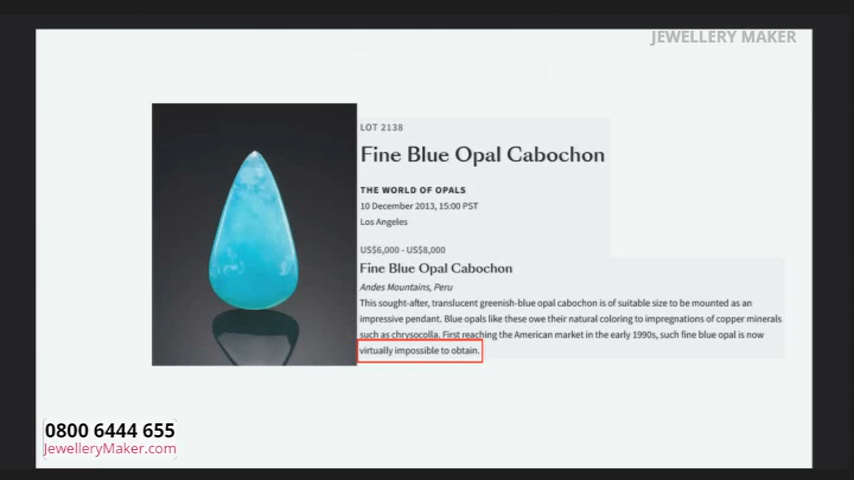 JEWELLERY MAKER
LOT 2138
Fine Blue Opal Cabochon
THE WORLD OF OPALS
10 December 2013, 15:00 PST
Los Angeles
US$6,000 - US$8,000
Fine Blue Opal Cabochon
Andes Mountains, Peru
This sought-after, translucent greenish-blue opal cabochon is of suitable size to be mounted as an
impressive pendant. Blue opals like these owe their natural coloring to impregnations of copper minerals
such as chrysocolla. First reaching the American market in the early 1990s, such fine blue opal is now
virtually impossible to obtain.
0800 6444 655
JewelleryMaker.com